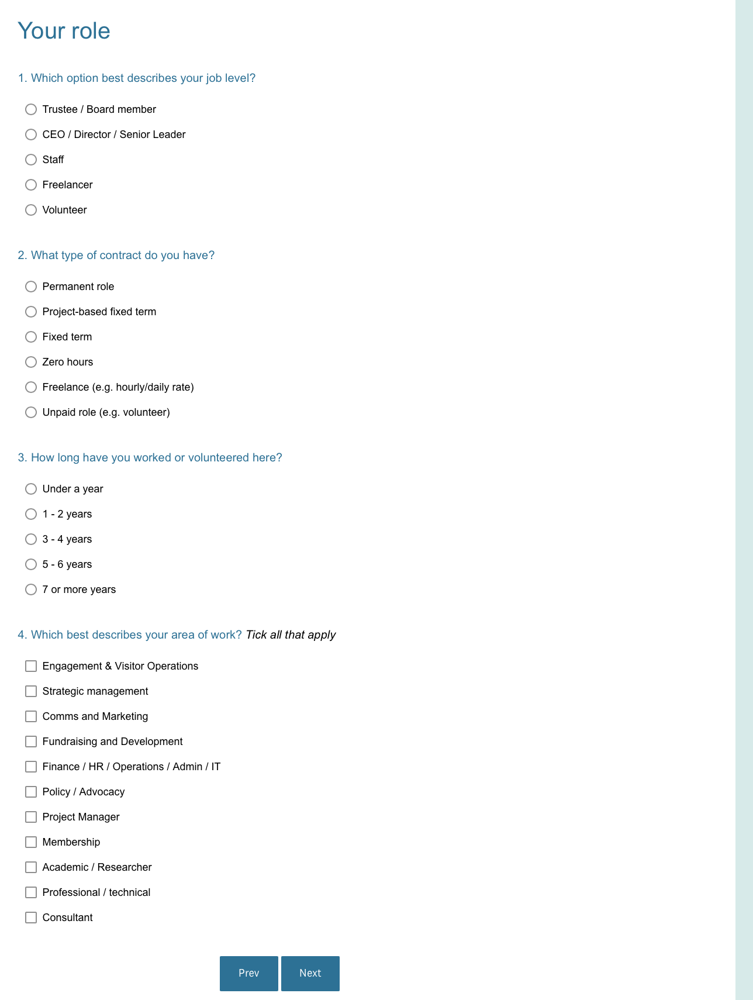 Your role
1. Which option best describes your job level?
Trustee / Board member
CEO / Director / Senior Leader
Staff
Freelancer
Volunteer
2. What type of contract do you have?
Permanent role
Project-based fixed term
Fixed term
Zero hours
Freelance (e.g. hourly/daily rate)
Unpaid role (e.g. volunteer)
3. How long have you worked or volunteered here?
Under a year
1 - 2 years
3 - 4 years
5 - 6 years
7 or more years
4. Which best describes your area of work? Tick all that apply
Engagement & Visitor Operations
Strategic management
Comms and Marketing
Fundraising and Development
Finance / HR / Operations / Admin / IT
Policy / Advocacy
Project Manager
Membership
Academic / Researcher
Professional / technical
Consultant
Prev Next